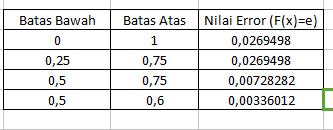 Batas Bawah Batas Atas Nilai Error (F(x)=e)
0 1 0,0269498
0,25 0,75 0,0269498
0,5 0,75 0,00728282
0,5 0,6 0,00336012